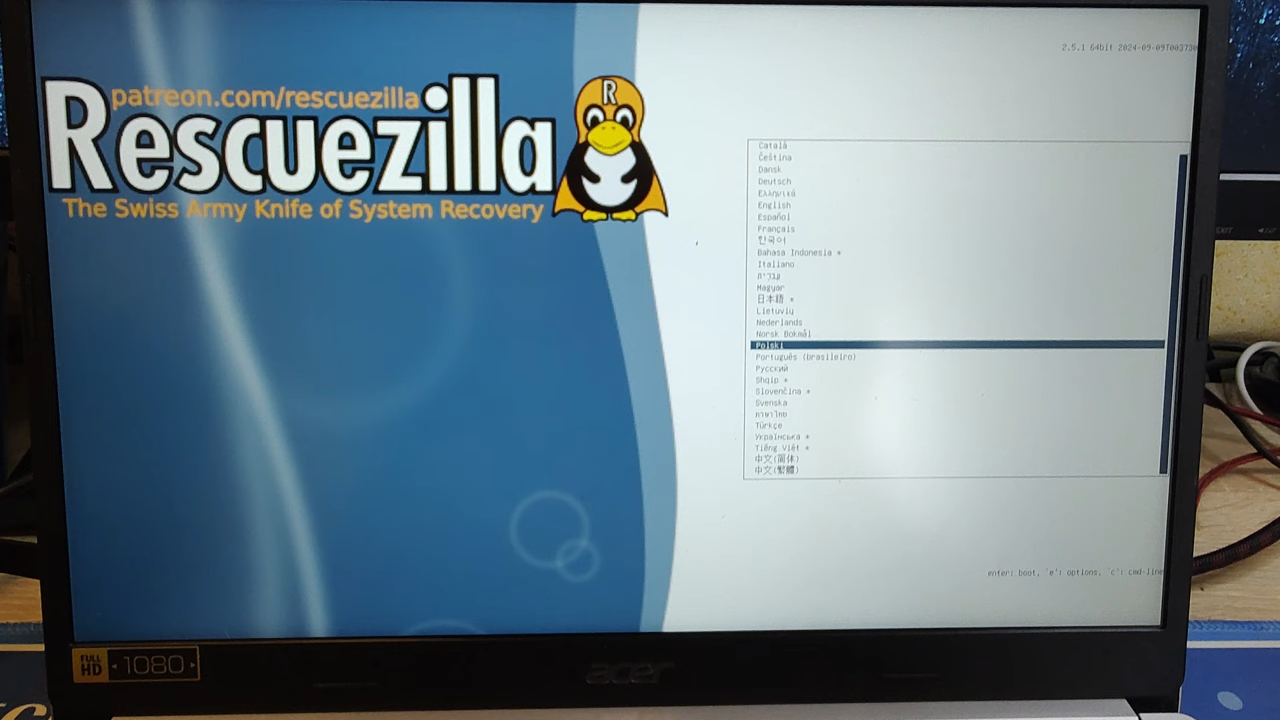 2.5.1 64bit 2024-09-09T003730
patreon.com/rescuezilla
Rescuezilla
R
The Swiss Army Knife of System Recovery
Català
Čeština
Dansk
Deutsch
Ελληνικά
English
Español
Français
한국어
Bahasa Indonesia *
Italiano
עברית
Magyar
日本語 *
Lietuvių
Nederlands
Norsk Bokmål
Polski
Português (brasileiro)
Русский
Shqip *
Slovenčina *
Svenska
ภาษาไทย
Türkçe
Українська *
Tiếng Việt *
中文(简体)
中文(繁體)
enter: boot, 'e': options, 'c': cmd-line
FULL HD 1080
acer